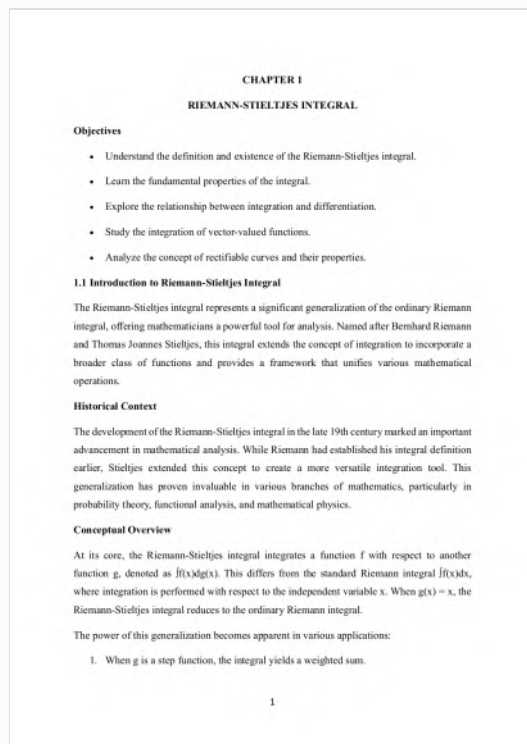 CHAPTER 1
RIEMANN-STIELTJES INTEGRAL
Objectives
• Understand the definition and existence of the Riemann-Stieltjes integral.
• Learn the fundamental properties of the integral.
• Explore the relationship between integration and differentiation.
• Study the integration of vector-valued functions.
• Analyze the concept of rectifiable curves and their properties.
1.1 Introduction to Riemann-Stieltjes Integral
The Riemann-Stieltjes integral represents a significant generalization of the ordinary Riemann
integral, offering mathematicians a powerful tool for analysis. Named after Bernhard Riemann
and Thomas Joannes Stieltjes, this integral extends the concept of integration to incorporate a
broader class of functions and provides a framework that unifies various mathematical
operations.
Historical Context
The development of the Riemann-Stieltjes integral in the late 19th century marked an important
advancement in mathematical analysis. While Riemann had established his integral definition
earlier, Stieltjes extended this concept to create a more versatile integration tool. This
generalization has proven invaluable in various branches of mathematics, particularly in
probability theory, functional analysis, and mathematical physics.
Conceptual Overview
At its core, the Riemann-Stieltjes integral integrates a function f with respect to another
function g, denoted as ∫f(x)dg(x). This differs from the standard Riemann integral ∫f(x)dx,
where integration is performed with respect to the independent variable x. When g(x) = x, the
Riemann-Stieltjes integral reduces to the ordinary Riemann integral.
The power of this generalization becomes apparent in various applications:
1. When g is a step function, the integral yields a weighted sum.
1